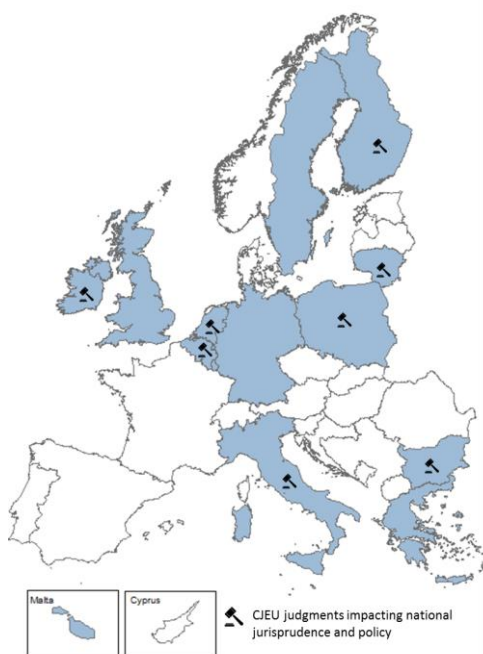 Malta
Cyprus
CJEU judgments impacting national
jurisprudence and policy